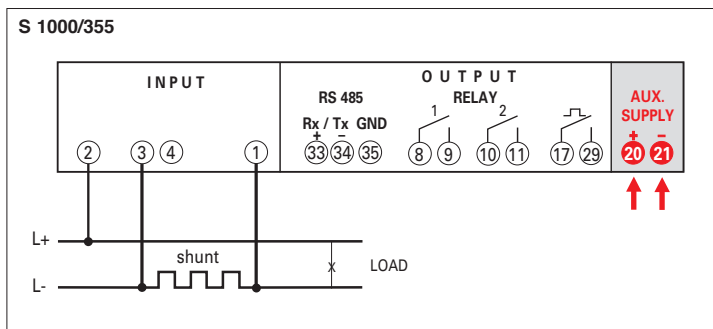 S 1000/355
INPUT
OUTPUT
RS 485
RELAY
AUX.
SUPPLY
Rx / Tx GND
+ −
1
2
+ −
2
3
4
1
33
34
35
8
9
10
11
17
29
20
21
L+
shunt
x
LOAD
L-